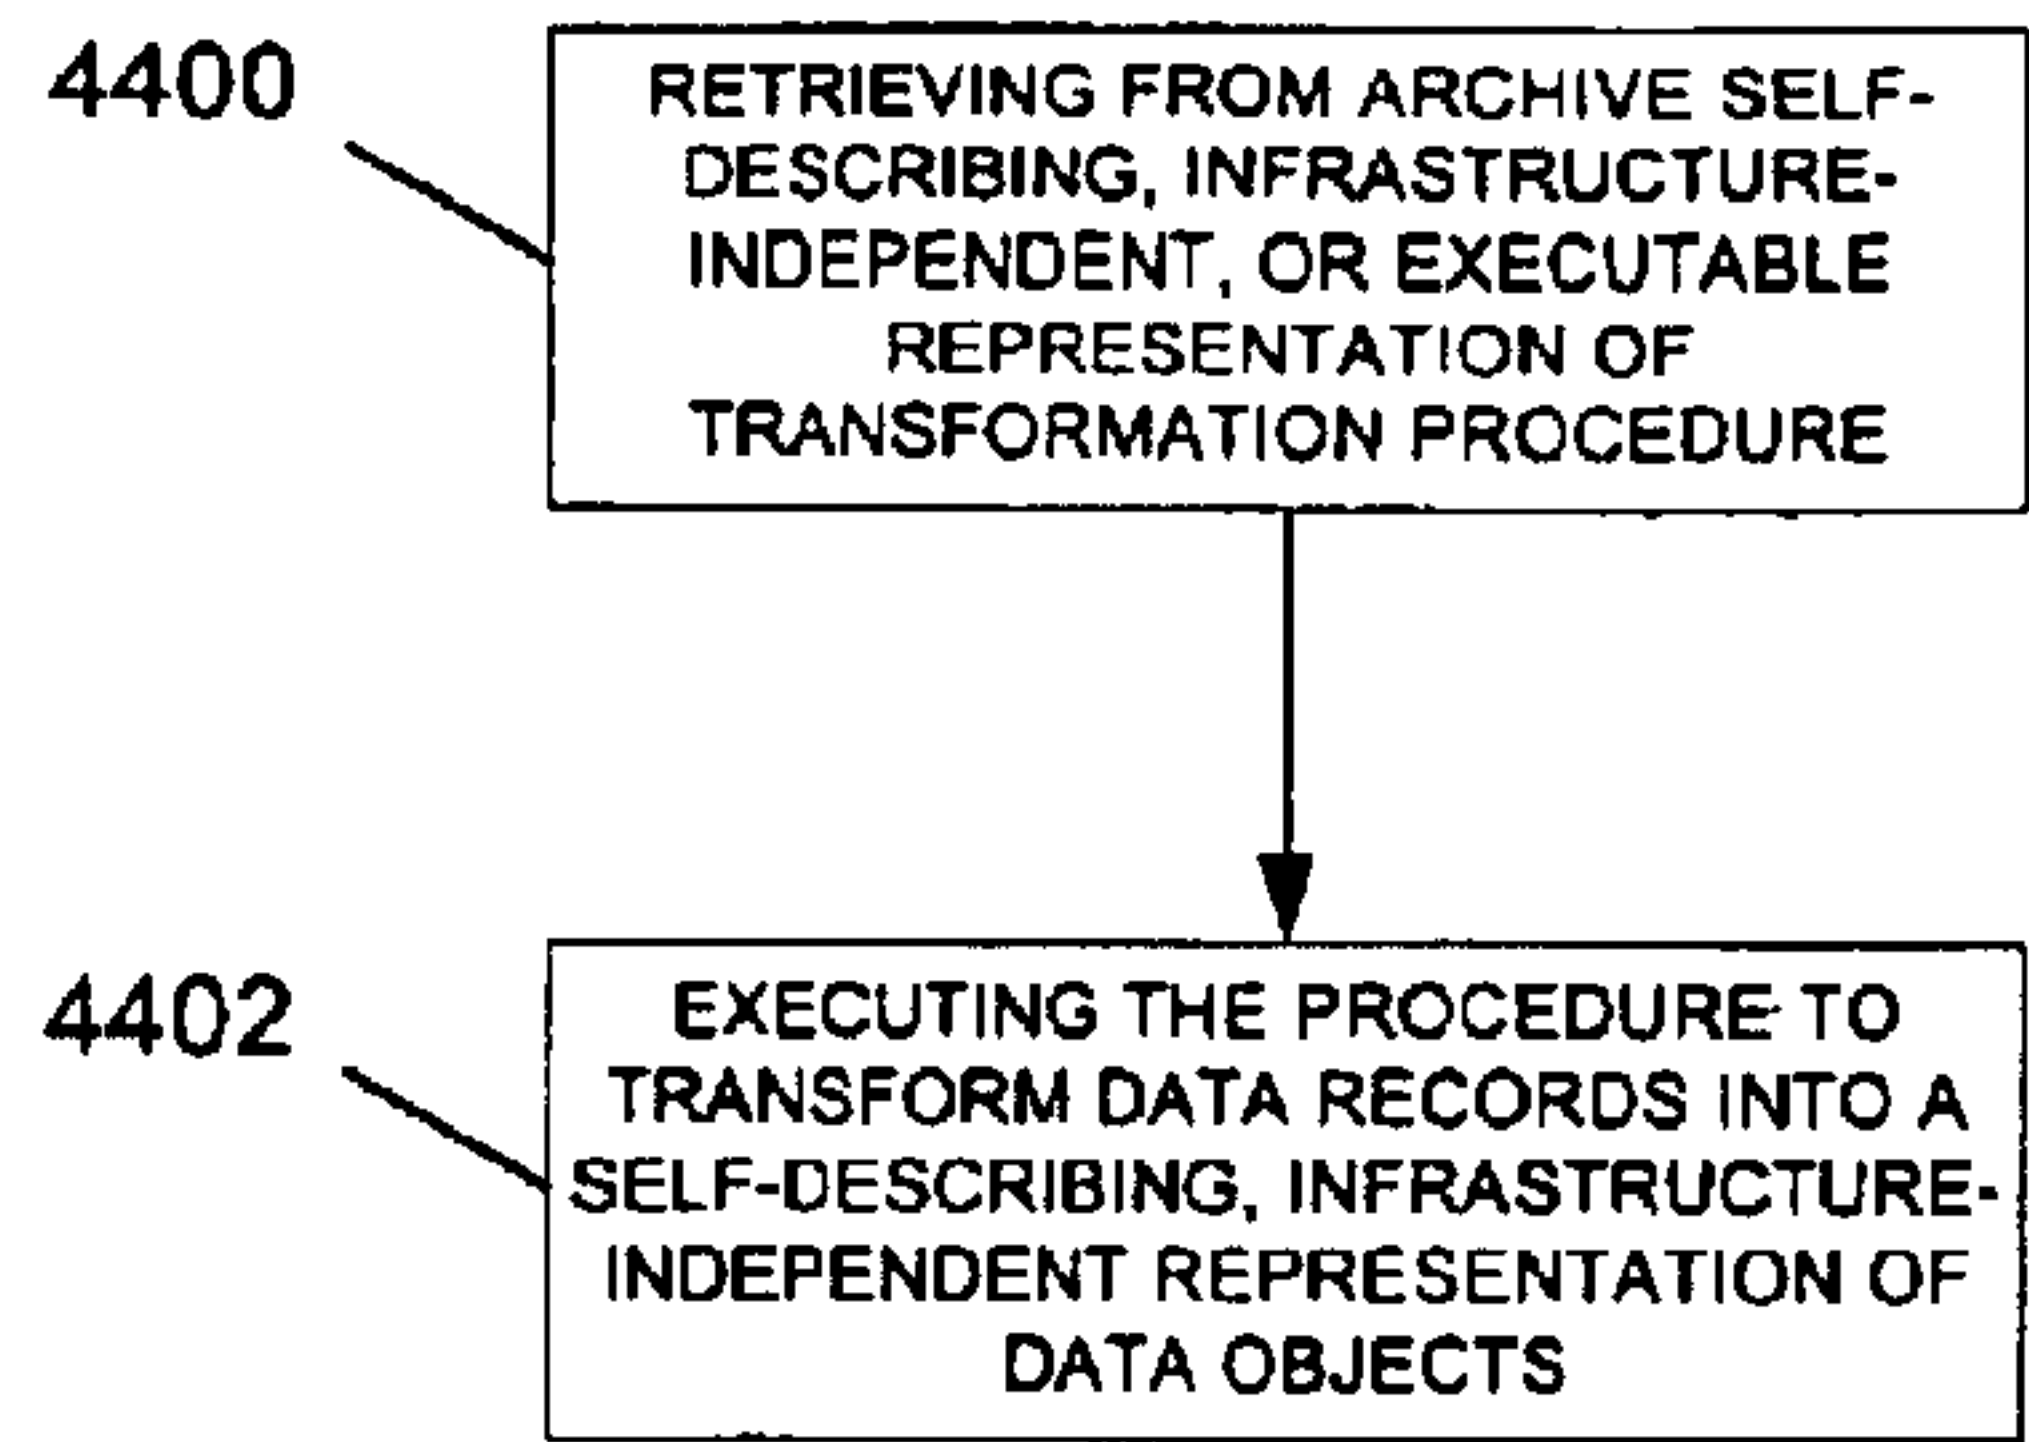 4400
RETRIEVING FROM ARCHIVE SELF-
DESCRIBING, INFRASTRUCTURE-
INDEPENDENT, OR EXECUTABLE
REPRESENTATION OF
TRANSFORMATION PROCEDURE
4402
EXECUTING THE PROCEDURE TO
TRANSFORM DATA RECORDS INTO A
SELF-DESCRIBING, INFRASTRUCTURE-
INDEPENDENT REPRESENTATION OF
DATA OBJECTS